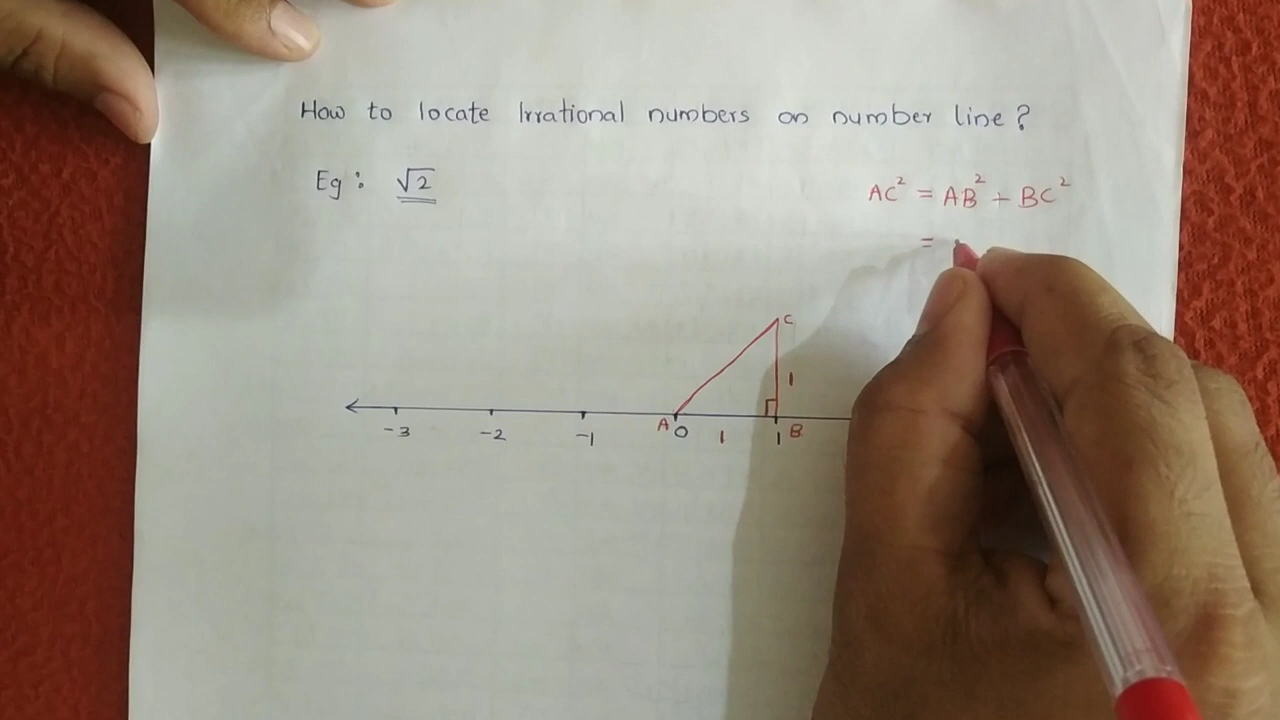 How to locate Irrational numbers on number line?
Eg: √2
AC² = AB² + BC²
=
C
1
-3 -2 -1 A 0 1 1 B